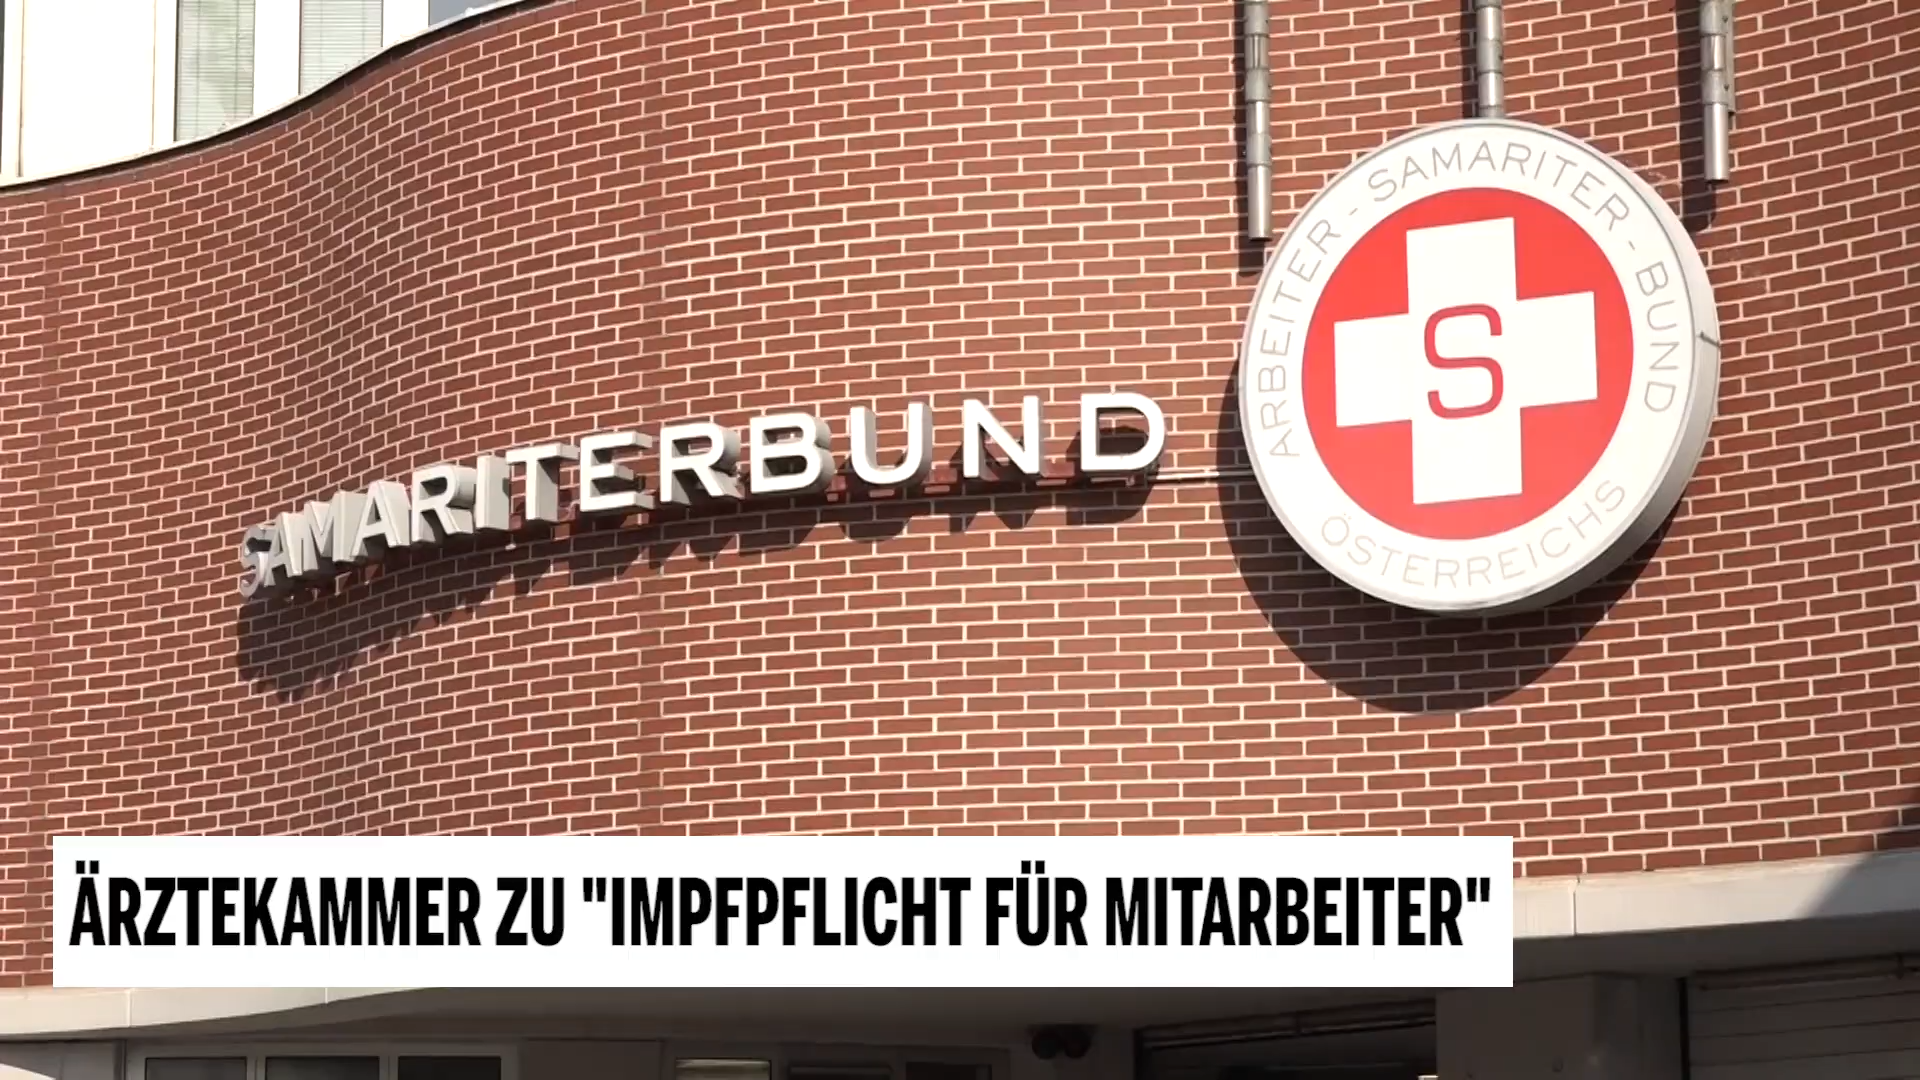 SAMARITERBUND
ARBEITER-SAMARITER-BUND
S
ÖSTERREICHS
ÄRZTEKAMMER ZU "IMPFPFLICHT FÜR MITARBEITER"